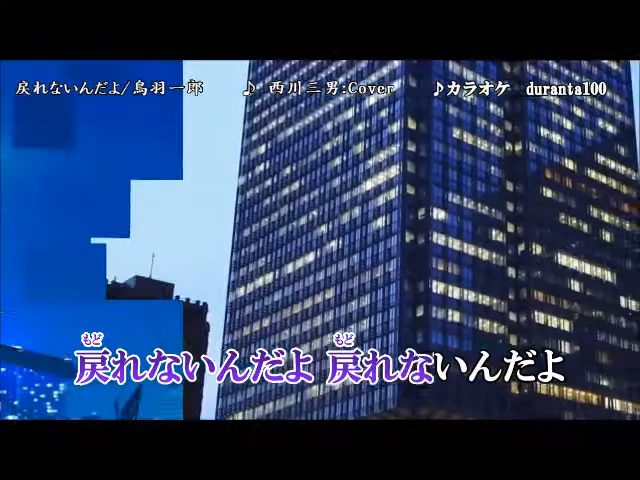 戻れないんだよ/鳥羽一郎 ♪ 西川三男:Cover ♪カラオケ duranta100
もど もど
戻れないんだよ 戻れないんだよ